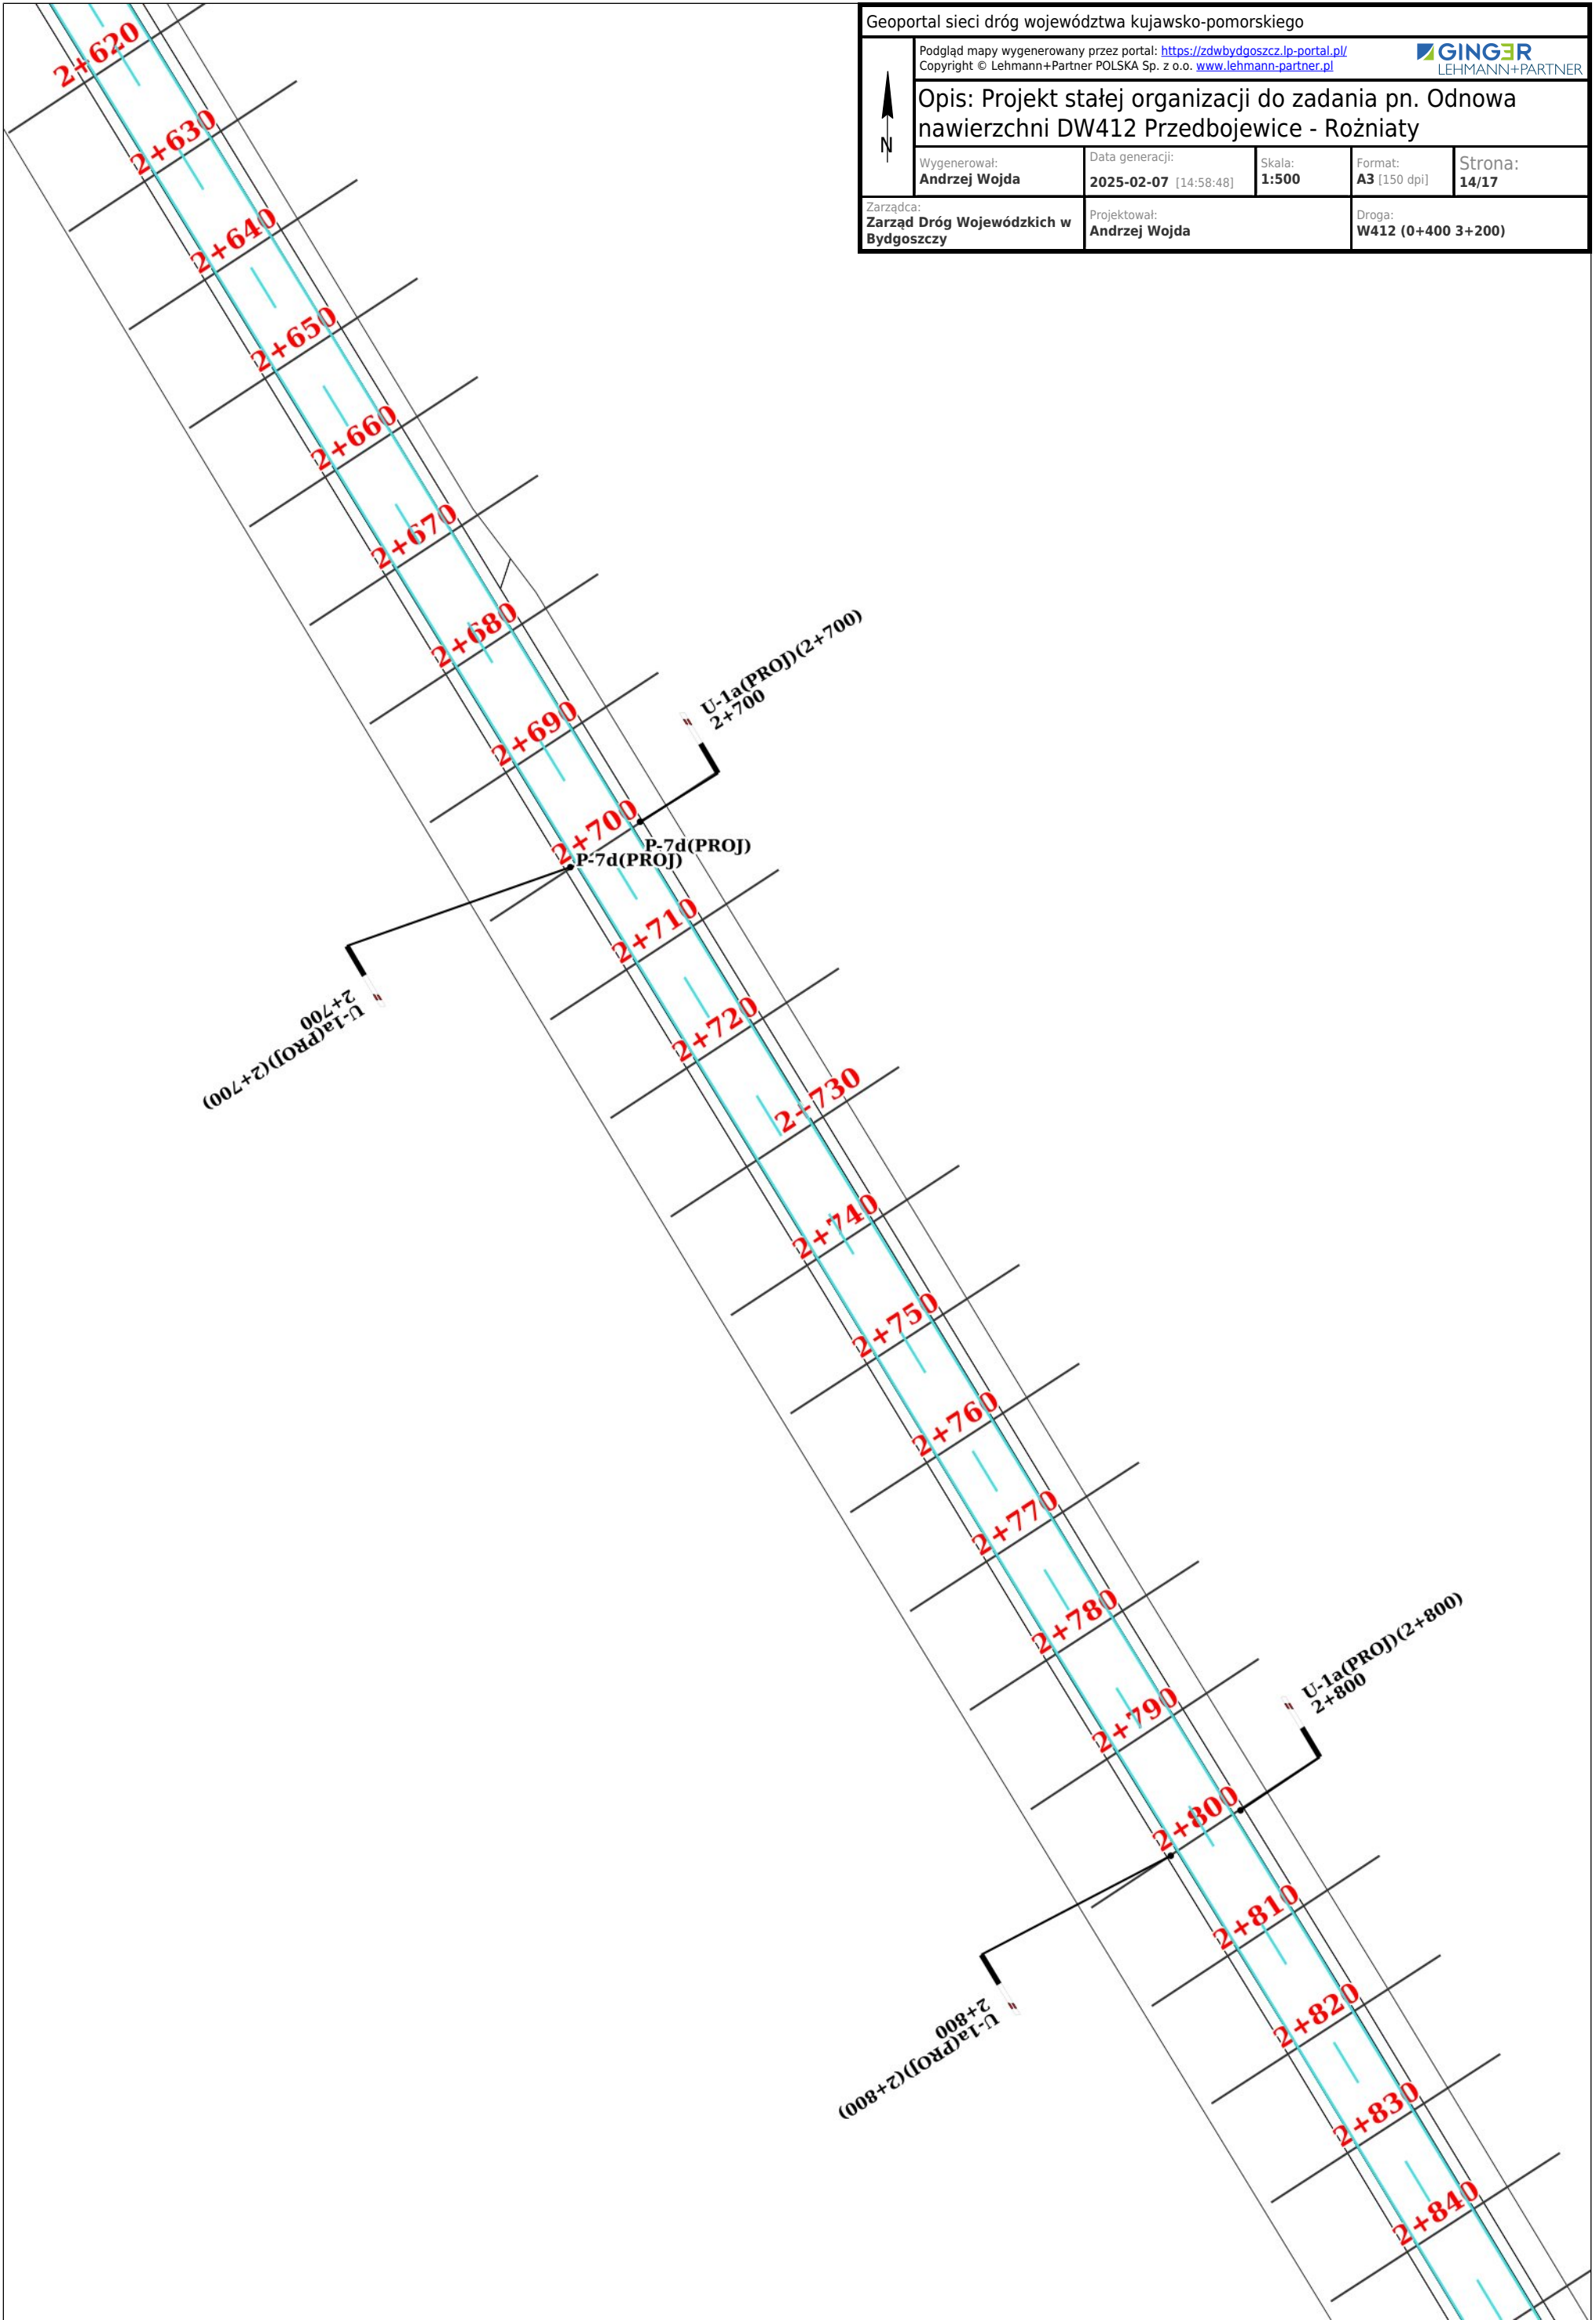 Geoportal sieci dróg województwa kujawsko-pomorskiego
Podgląd mapy wygenerowany przez portal: https://zdwbydgoszcz.lp-portal.pl/
Copyright © Lehmann+Partner POLSKA Sp. z o.o. www.lehmann-partner.pl
GINGER
LEHMANN+PARTNER
N
Opis: Projekt stałej organizacji do zadania pn. Odnowa
nawierzchni DW412 Przedbojewice - Rożniaty
Wygenerował:
Andrzej Wojda
Data generacji:
2025-02-07 [14:58:48]
Skala:
1:500
Format:
A3 [150 dpi]
Strona:
14/17
Zarządca:
Zarząd Dróg Wojewódzkich w
Bydgoszczy
Projektował:
Andrzej Wojda
Droga:
W412 (0+400 3+200)
2+620
2+630
2+640
2+650
2+660
2+670
2+680
U-1a(PROJ)(2+700)
2+700
2+690
2+700
P-7d(PROJ)
P-7d(PROJ)
2+710
2+700
U-1a(PROJ)(2+700)
2+720
2+730
2+740
2+750
2+760
2+770
2+780
U-1a(PROJ)(2+800)
2+800
2+790
2+800
2+810
2+800
U-1a(PROJ)(2+800)
2+820
2+830
2+840